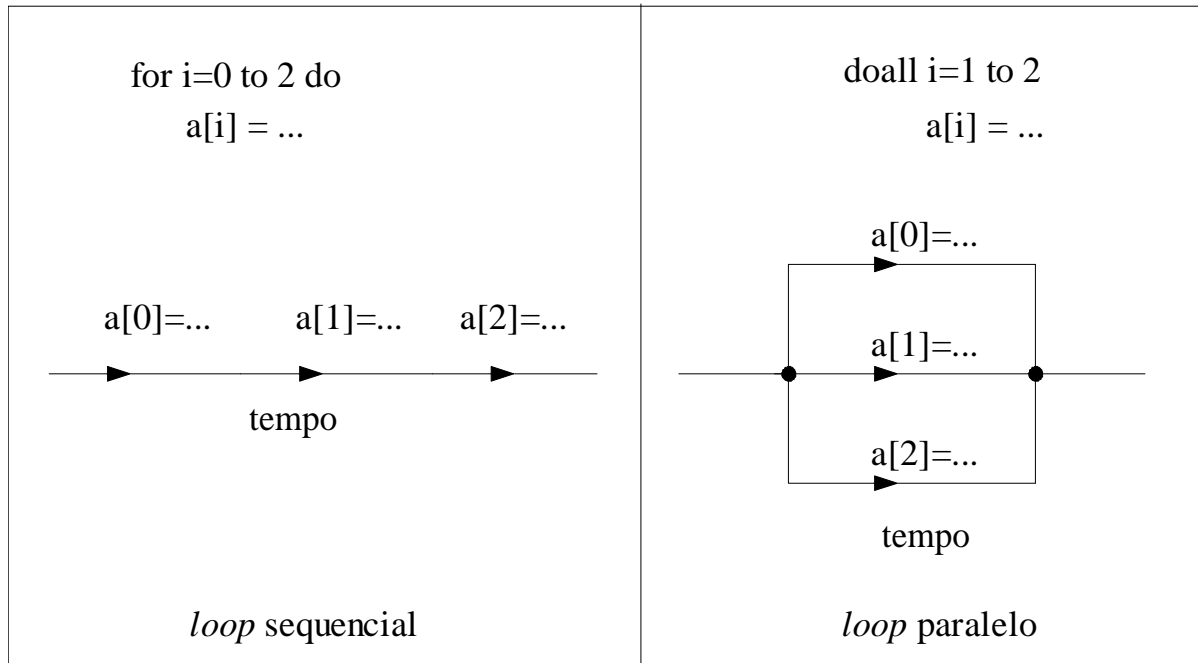 for i=0 to 2 do
a[i] = ...
a[0]=... a[1]=... a[2]=...
tempo
loop sequencial
doall i=1 to 2
a[i] = ...
a[0]=...
a[1]=...
a[2]=...
tempo
loop paralelo